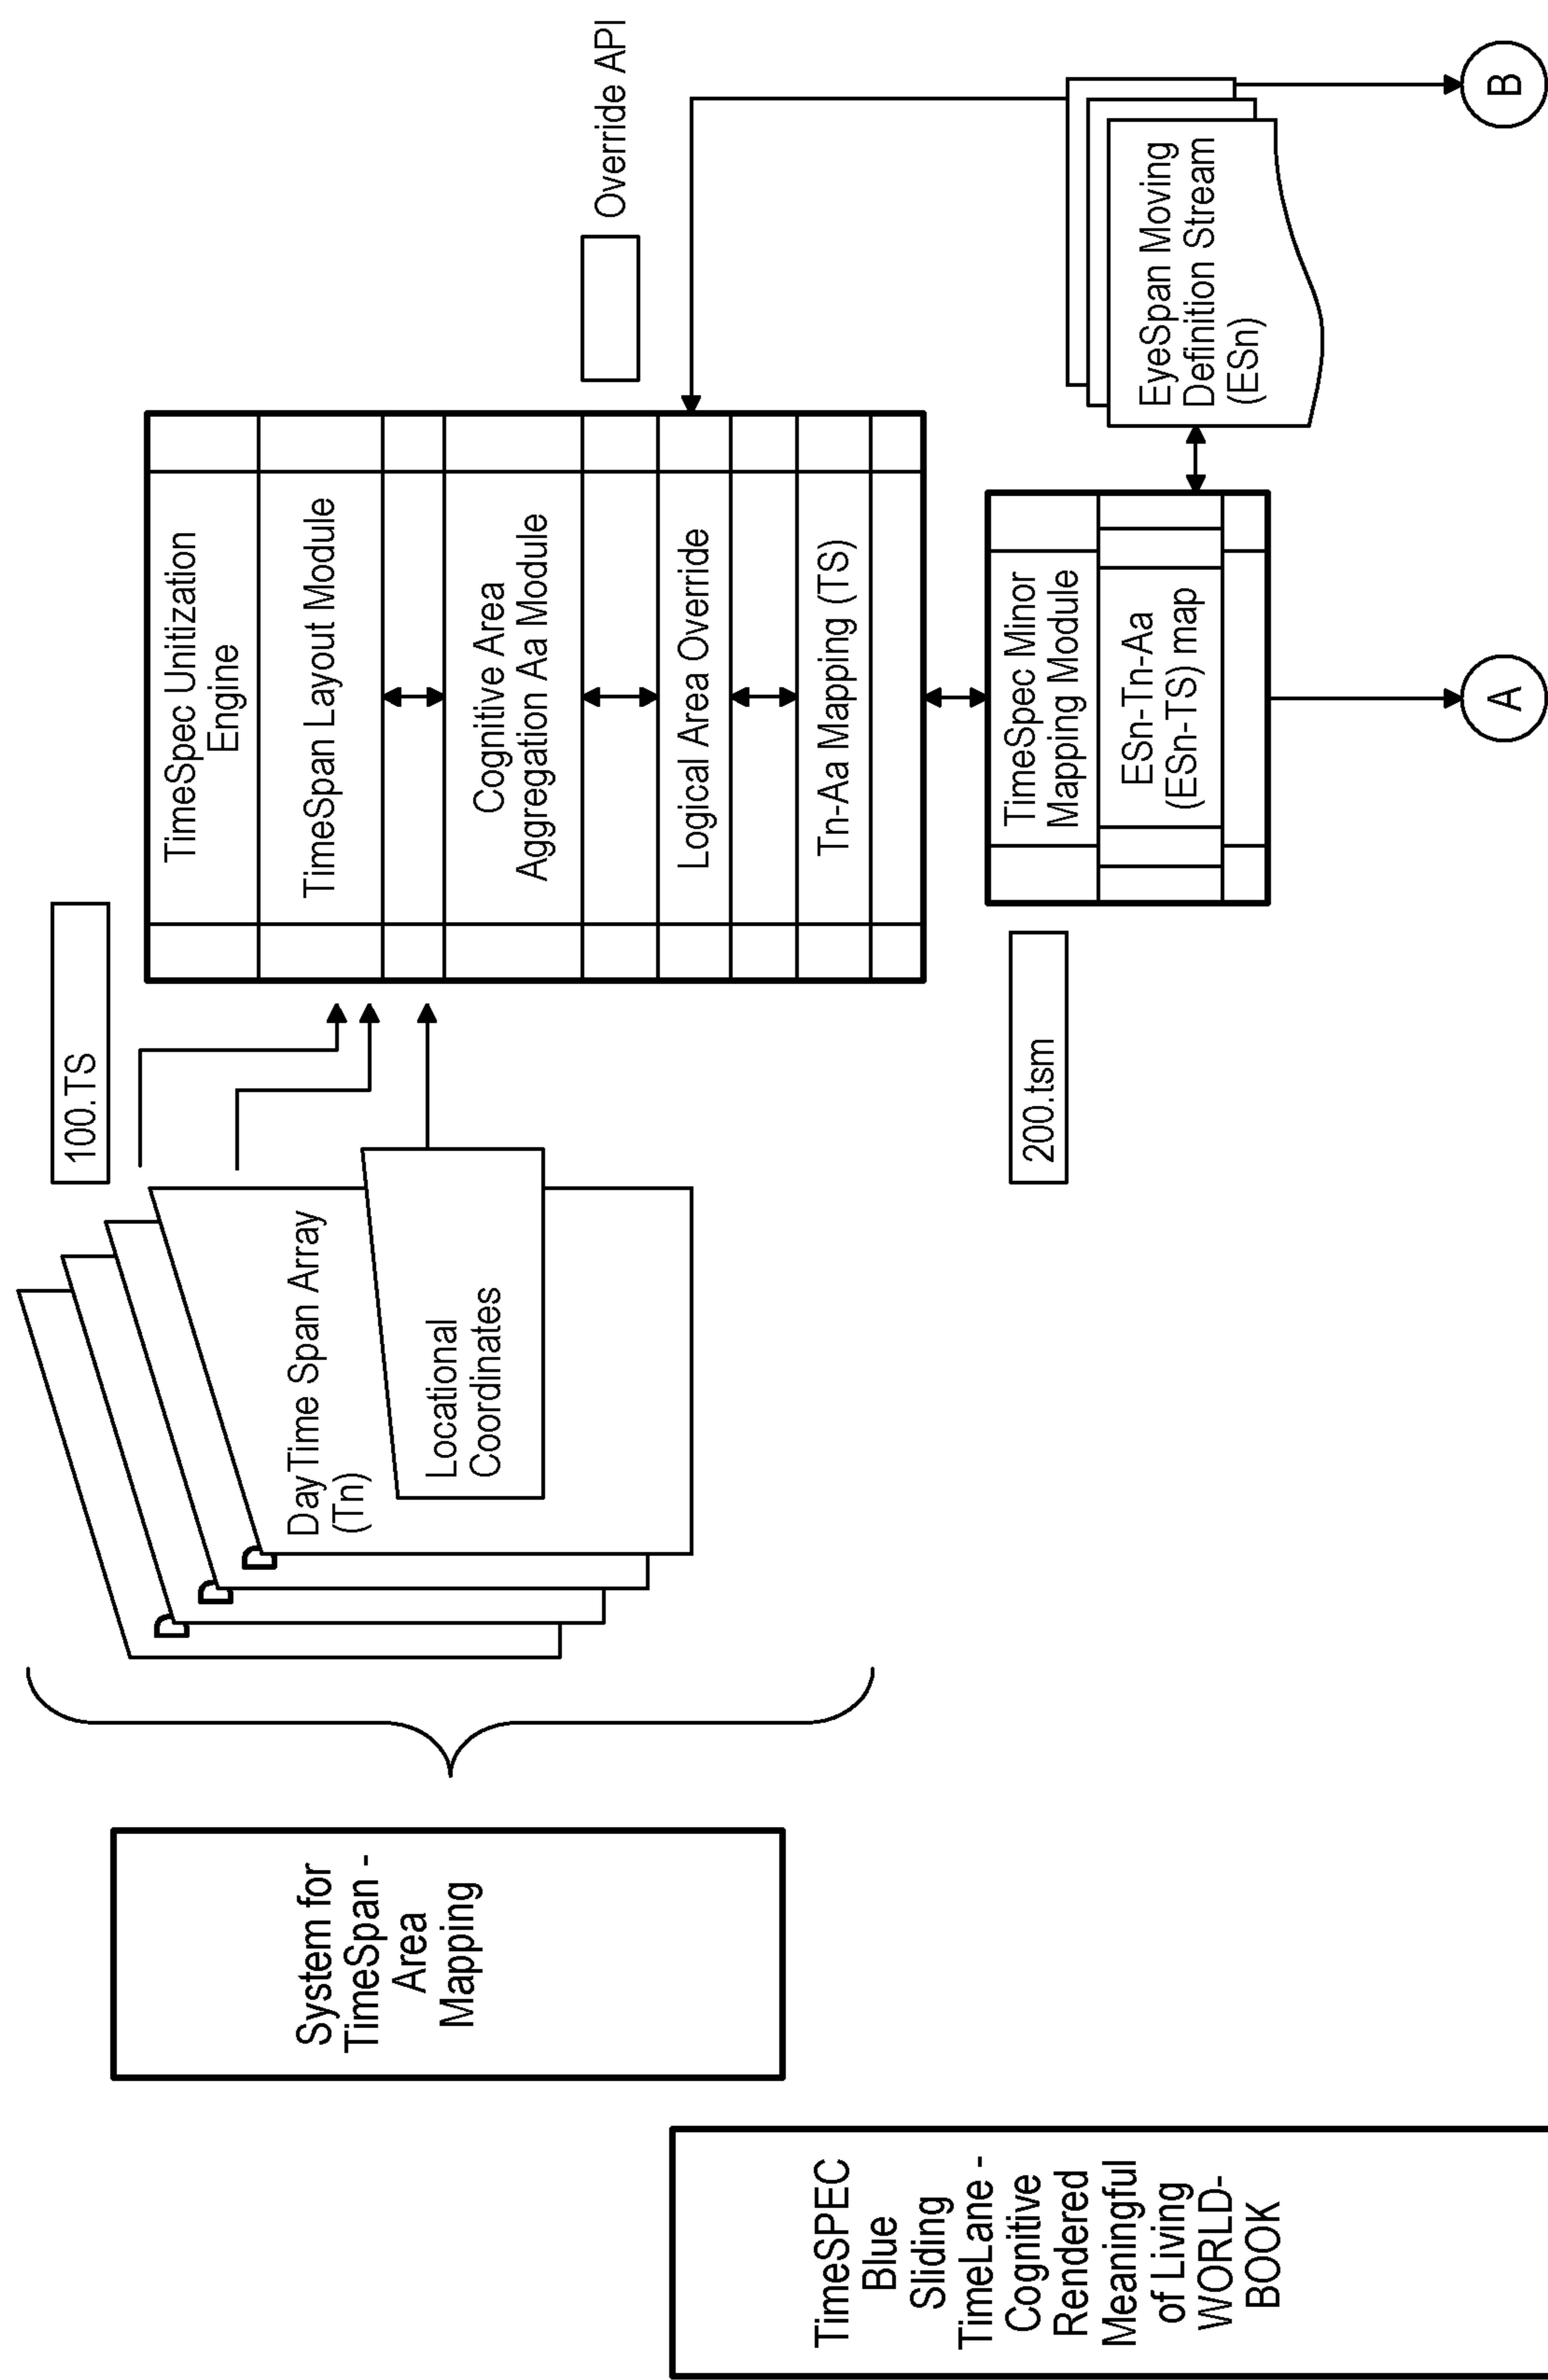 System for
TimeSpan -
Area
Mapping
TimeSPEC
Blue
Sliding
TimeLane -
Cognitive
Rendered
Meaningful
of Living
WORLD-
BOOK
D
D
D
DayTime Span Array
(Tn)
Locational
Coordinates
100.TS
TimeSpec Unitization
Engine
TimeSpan Layout Module
Cognitive Area
Aggregation Aa Module
Logical Area Override
Tn-Aa Mapping (TS)
Override API
200.tsm
TimeSpec Minor
Mapping Module
ESn-Tn-Aa
(ESn-TS) map
EyeSpan Moving
Definition Stream
(ESn)
A
B